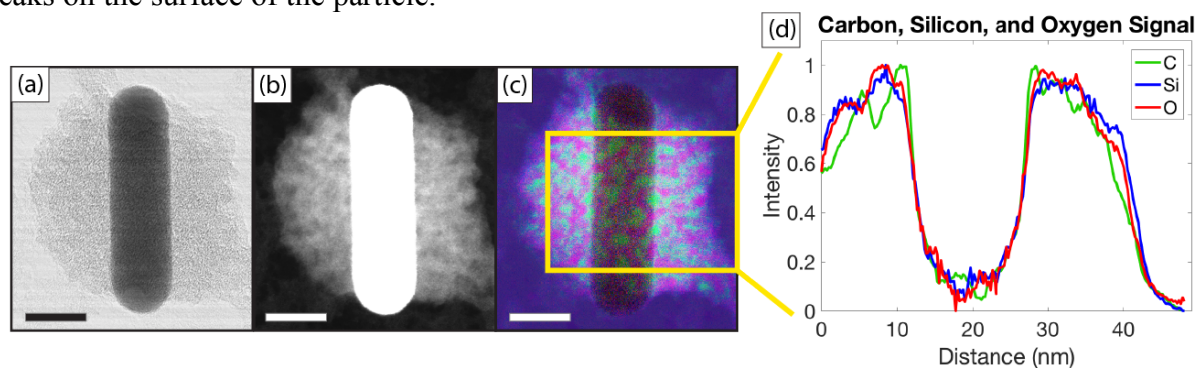 eaks on the surface of the particle.
(d) Carbon, Silicon, and Oxygen Signal
(a)
(b)
(c)
C
Si
O
1
0.8
0.6
0.4
0.2
0
Intensity
0 10 20 30 40
Distance (nm)